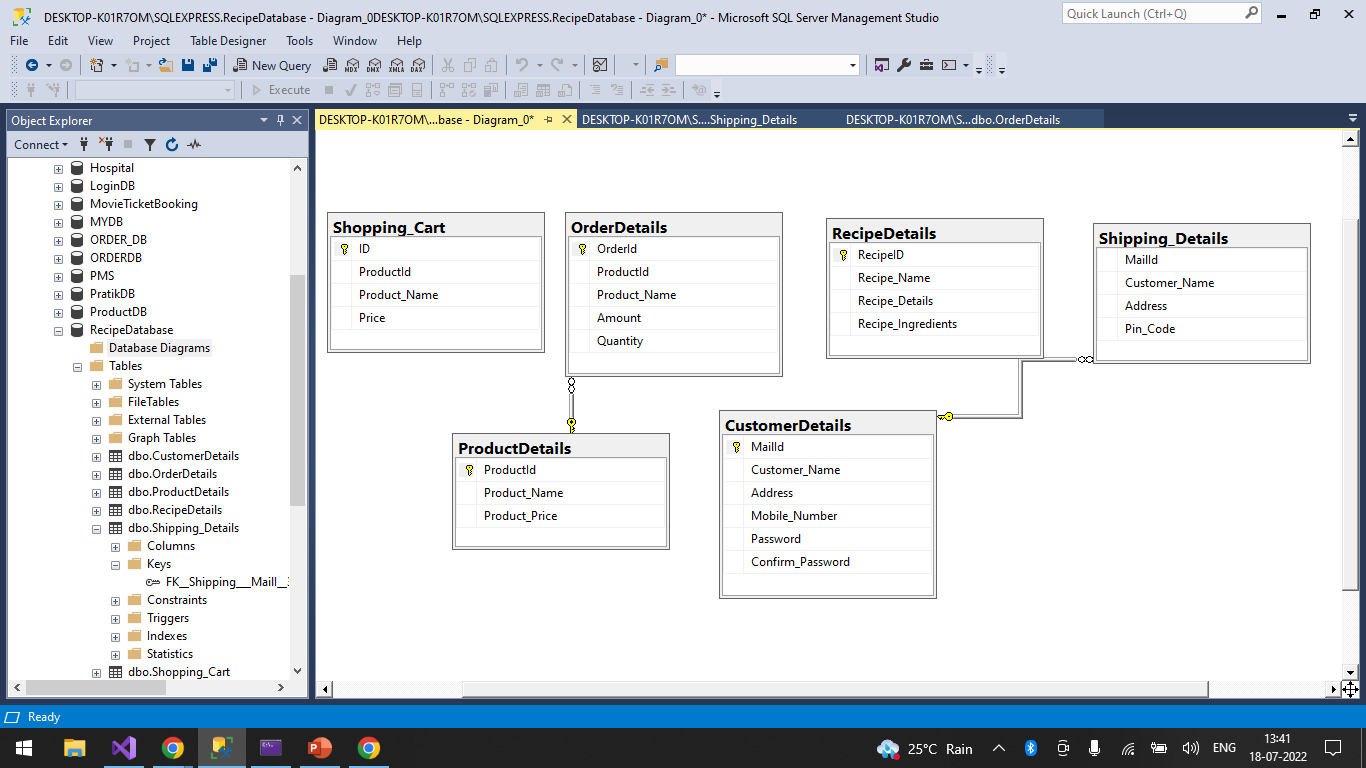 DESKTOP-K01R7OM\SQLEXPRESS.RecipeDatabase - Diagram_0DESKTOP-K01R7OM\SQLEXPRESS.RecipeDatabase - Diagram_0* - Microsoft SQL Server Management Studio
Quick Launch (Ctrl+Q)
File Edit View Project Table Designer Tools Window Help
New Query MDX DMX XMLA DAX
Execute
Object Explorer
DESKTOP-K01R7OM\...base - Diagram_0* DESKTOP-K01R7OM\S....Shipping_Details DESKTOP-K01R7OM\S...dbo.OrderDetails
Connect
Hospital
LoginDB
MovieTicketBooking
MYDB
ORDER_DB
ORDERDB
PMS
PratikDB
ProductDB
RecipeDatabase
Database Diagrams
Tables
System Tables
FileTables
External Tables
Graph Tables
dbo.CustomerDetails
dbo.OrderDetails
dbo.ProductDetails
dbo.RecipeDetails
dbo.Shipping_Details
Columns
Keys
FK__Shipping___MailI__
Constraints
Triggers
Indexes
Statistics
dbo.Shopping_Cart
Shopping_Cart
ID
ProductId
Product_Name
Price
OrderDetails
OrderId
ProductId
Product_Name
Amount
Quantity
RecipeDetails
RecipeID
Recipe_Name
Recipe_Details
Recipe_Ingredients
Shipping_Details
MailId
Customer_Name
Address
Pin_Code
ProductDetails
ProductId
Product_Name
Product_Price
CustomerDetails
MailId
Customer_Name
Address
Mobile_Number
Password
Confirm_Password
Ready
25°C Rain
ENG
13:41
18-07-2022